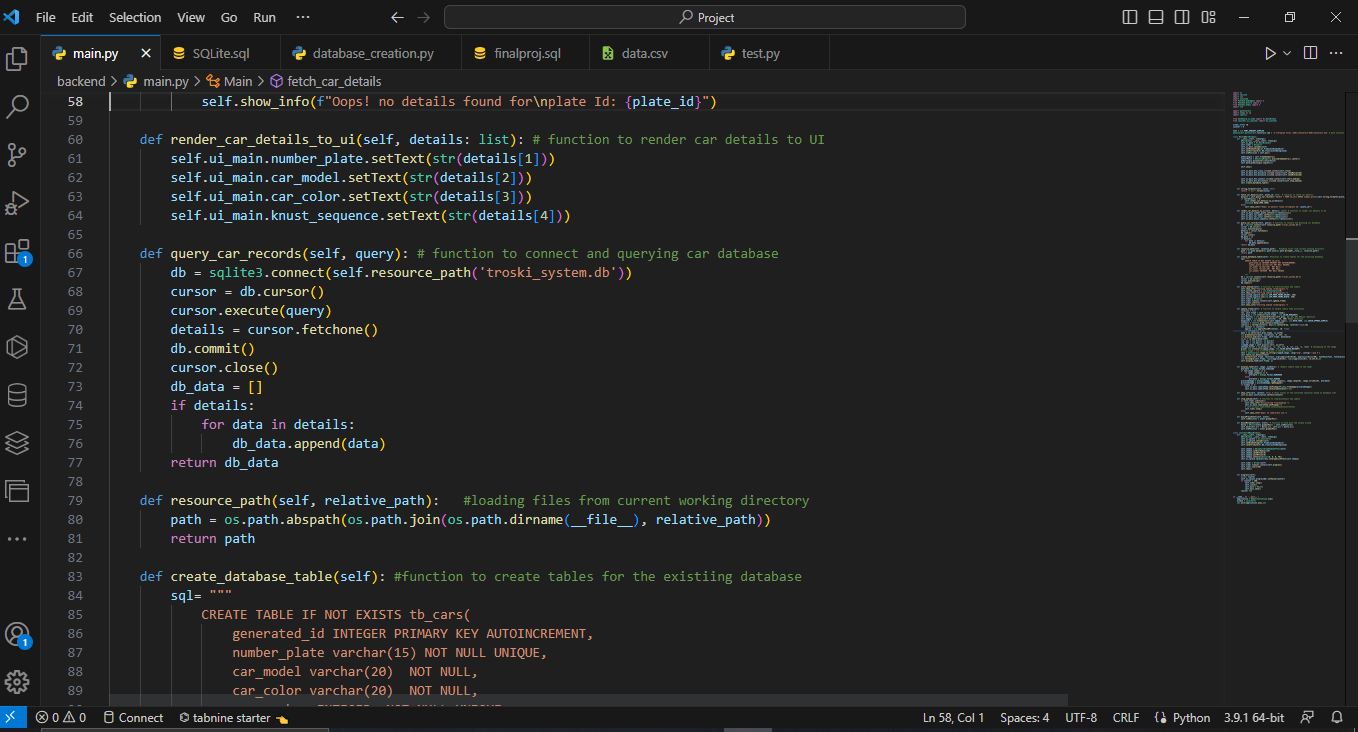 File Edit Selection View Go Run ··· Project
main.py SQLite.sql database_creation.py finalproj.sql data.csv test.py
backend > main.py > Main > fetch_car_details
58 self.show_info(f"Oops! no details found for\nplate Id: {plate_id}")
59
60 def render_car_details_to_ui(self, details: list): # function to render car details to UI
61 self.ui_main.number_plate.setText(str(details[1]))
62 self.ui_main.car_model.setText(str(details[2]))
63 self.ui_main.car_color.setText(str(details[3]))
64 self.ui_main.knust_sequence.setText(str(details[4]))
65
66 def query_car_records(self, query): # function to connect and querying car database
67 db = sqlite3.connect(self.resource_path('troski_system.db'))
68 cursor = db.cursor()
69 cursor.execute(query)
70 details = cursor.fetchone()
71 db.commit()
72 cursor.close()
73 db_data = []
74 if details:
75 for data in details:
76 db_data.append(data)
77 return db_data
78
79 def resource_path(self, relative_path): #loading files from current working directory
80 path = os.path.abspath(os.path.join(os.path.dirname(__file__), relative_path))
81 return path
82
83 def create_database_table(self): #function to create tables for the existiing database
84 sql= """
85 CREATE TABLE IF NOT EXISTS tb_cars(
86 generated_id INTEGER PRIMARY KEY AUTOINCREMENT,
87 number_plate varchar(15) NOT NULL UNIQUE,
88 car_model varchar(20)  NOT NULL,
89 car_color varchar(20)  NOT NULL,
1
1
0 0 Connect tabnine starter Ln 58, Col 1 Spaces: 4 UTF-8 CRLF Python 3.9.1 64-bit